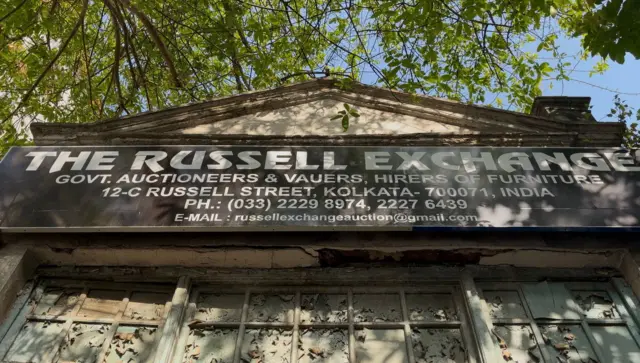 THE RUSSELL EXCHANGE
GOVT. AUCTIONEERS & VAUERS, HIRERS OF FURNITURE
12-C RUSSELL STREET, KOLKATA- 700071, INDIA
PH.: (033) 2229 8974, 2227 6439
E-MAIL : russellexchangeauction@gmail.com